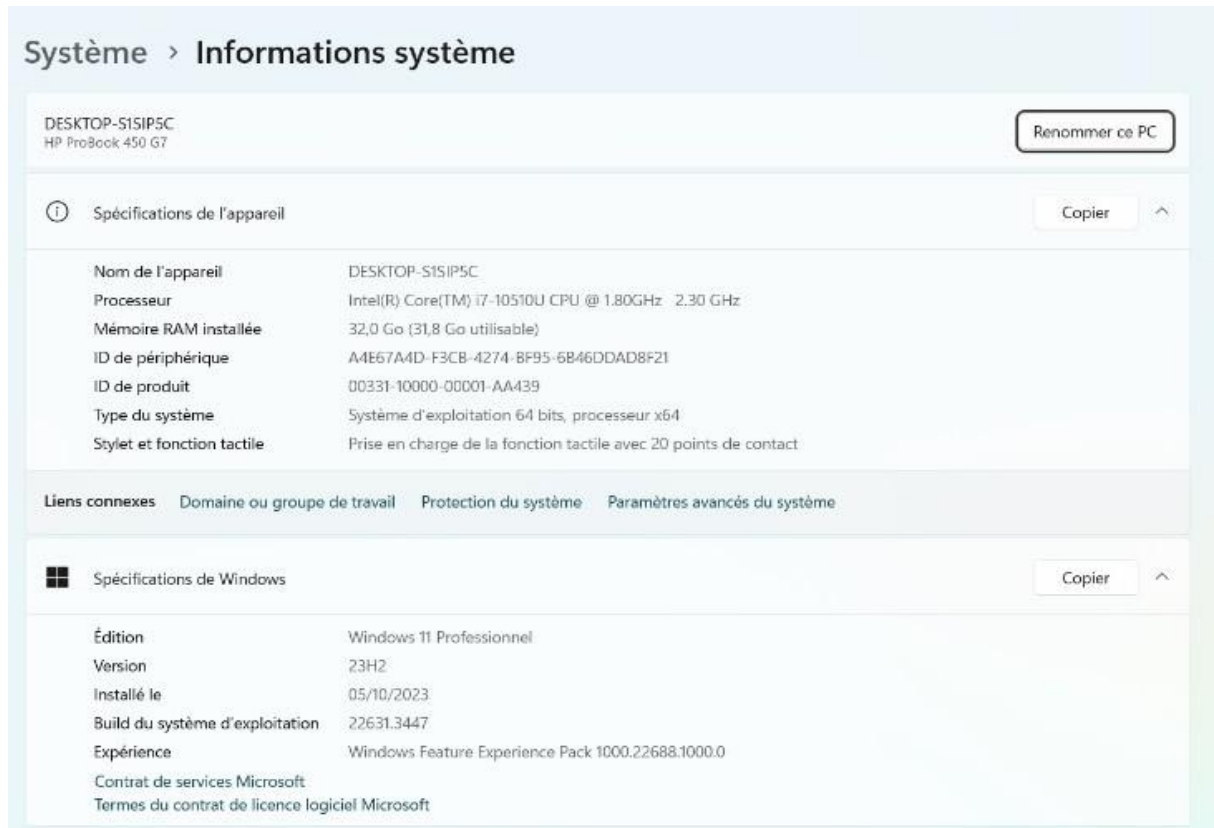 Système > Informations système
DESKTOP-S1SIP5C
HP ProBook 450 G7
Renommer ce PC
Spécifications de l'appareil
Copier
Nom de l'appareil DESKTOP-S1SIP5C
Processeur Intel(R) Core(TM) i7-10510U CPU @ 1.80GHz 2.30 GHz
Mémoire RAM installée 32,0 Go (31,8 Go utilisable)
ID de périphérique A4E67A4D-F3CB-4274-BF95-6B46DDAD8F21
ID de produit 00331-10000-00001-AA439
Type du système Système d'exploitation 64 bits, processeur x64
Stylet et fonction tactile Prise en charge de la fonction tactile avec 20 points de contact
Liens connexes Domaine ou groupe de travail Protection du système Paramètres avancés du système
Spécifications de Windows
Copier
Édition Windows 11 Professionnel
Version 23H2
Installé le 05/10/2023
Build du système d'exploitation 22631.3447
Expérience Windows Feature Experience Pack 1000.22688.1000.0
Contrat de services Microsoft
Termes du contrat de licence logiciel Microsoft